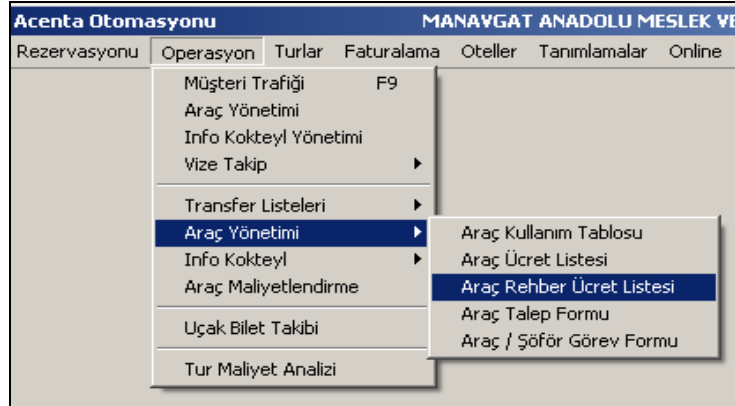 Acenta Otomasyonu MANAVGAT ANADOLU MESLEK VE
Rezervasyonu Operasyon Turlar Faturalama Oteller Tanımlamalar Online
Müşteri Trafiği F9
Araç Yönetimi
Info Kokteyl Yönetimi
Vize Takip
Transfer Listeleri
Araç Yönetimi
Info Kokteyl
Araç Maliyetlendirme
Uçak Bilet Takibi
Tur Maliyet Analizi
Araç Kullanım Tablosu
Araç Ücret Listesi
Araç Rehber Ücret Listesi
Araç Talep Formu
Araç / Şöför Görev Formu